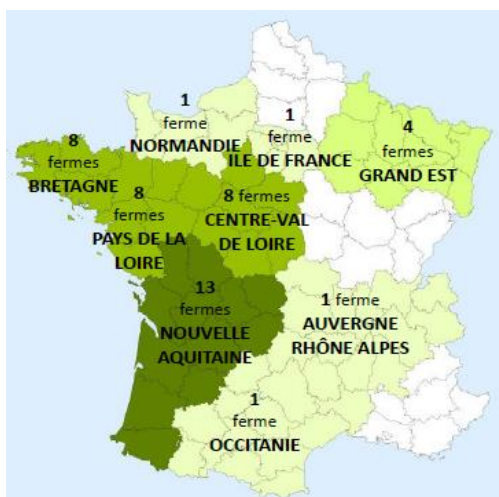 1
ferme
NORMANDIE
1
ferme
ILE DE FRANCE
4
fermes
GRAND EST
8
fermes
BRETAGNE
8
fermes
PAYS DE LA
LOIRE
8 fermes
CENTRE-VAL
DE LOIRE
13
fermes
NOUVELLE
AQUITAINE
1 ferme
AUVERGNE
RHÔNE ALPES
1
ferme
OCCITANIE